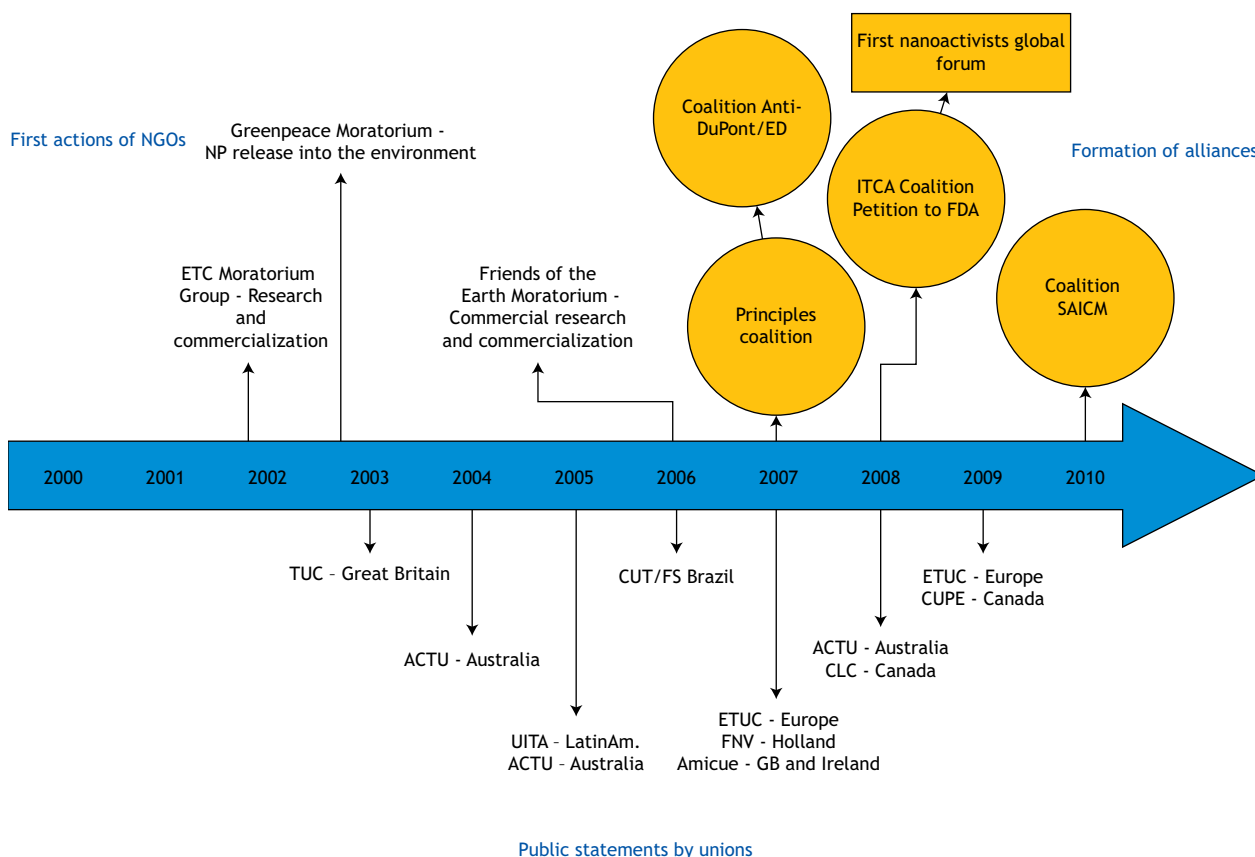 First actions of NGOs
Greenpeace Moratorium -
NP release into the environment
ETC Moratorium
Group - Research
and
commercialization
Friends of the
Earth Moratorium -
Commercial research
and commercialization
Coalition Anti-
DuPont/ED
Principles
coalition
First nanoactivists global
forum
ITCA Coalition
Petition to FDA
Formation of alliances
Coalition
SAICM
2000 2001 2002 2003 2004 2005 2006 2007 2008 2009 2010
TUC – Great Britain
ACTU - Australia
UITA – LatinAm.
ACTU – Australia
CUT/FS Brazil
ETUC - Europe
FNV - Holland
Amicue - GB and Ireland
ACTU - Australia
CLC - Canada
ETUC - Europe
CUPE - Canada
Public statements by unions